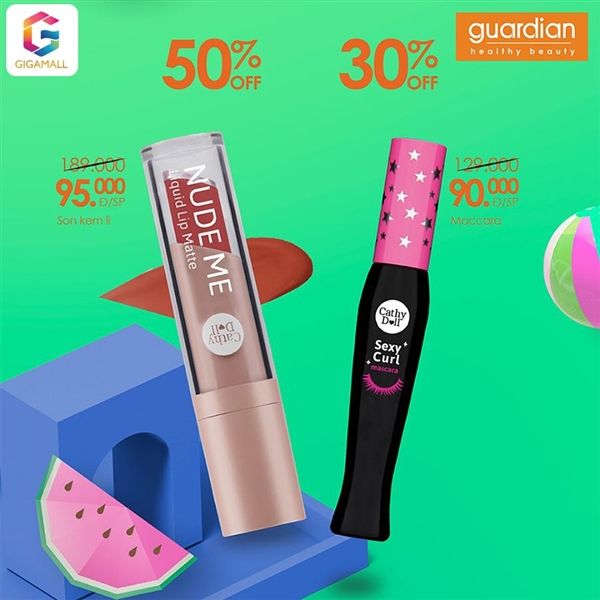 GIGAMALL
50% OFF
30% OFF
guardian
healthy beauty
189.000
95.000
Đ/SP
Son kem lì
129.000
90.000
Đ/SP
Maccara
NUDE ME
Liquid Lip Matte
Cathy
Doll
Cathy
Doll
Sexy
Curl
mascara